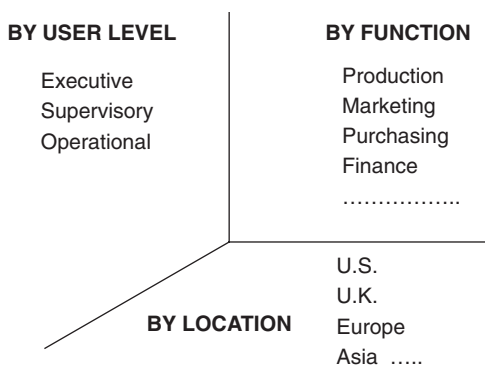 BY USER LEVEL
Executive
Supervisory
Operational
BY FUNCTION
Production
Marketing
Purchasing
Finance
……………..
BY LOCATION
U.S.
U.K.
Europe
Asia …..